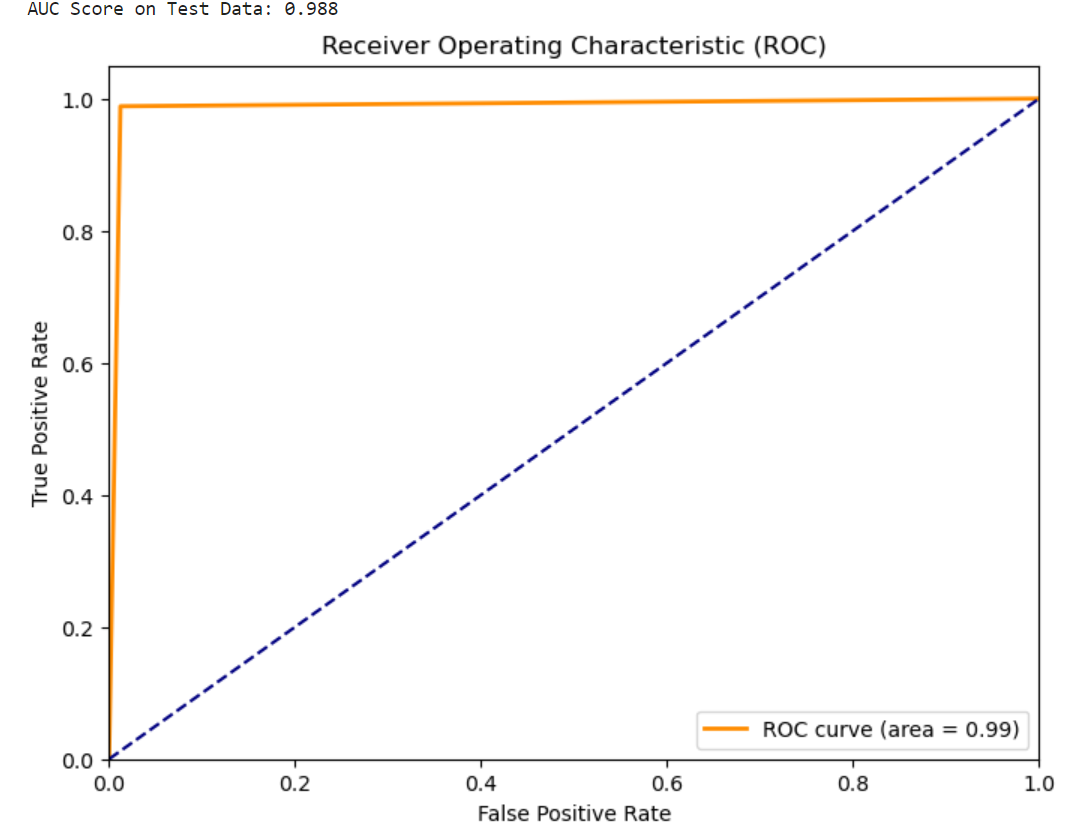 AUC Score on Test Data: 0.988
Receiver Operating Characteristic (ROC)
1.0
0.8
0.6
0.4
0.2
0.0
True Positive Rate
ROC curve (area = 0.99)
0.0 0.2 0.4 0.6 0.8 1.0
False Positive Rate